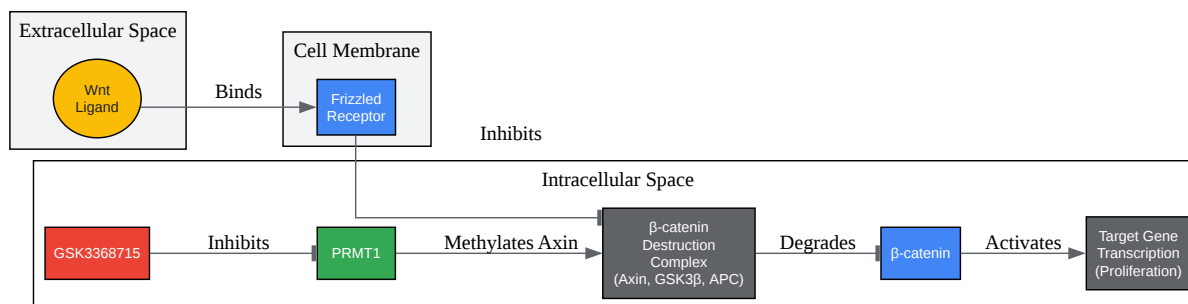 Extracellular Space
Wnt
Ligand
Binds
Cell Membrane
Frizzled
Receptor
Inhibits
Intracellular Space
GSK3368715
Inhibits
PRMT1
Methylates Axin
β-catenin
Destruction
Complex
(Axin, GSK3β, APC)
Degrades
β-catenin
Activates
Target Gene
Transcription
(Proliferation)